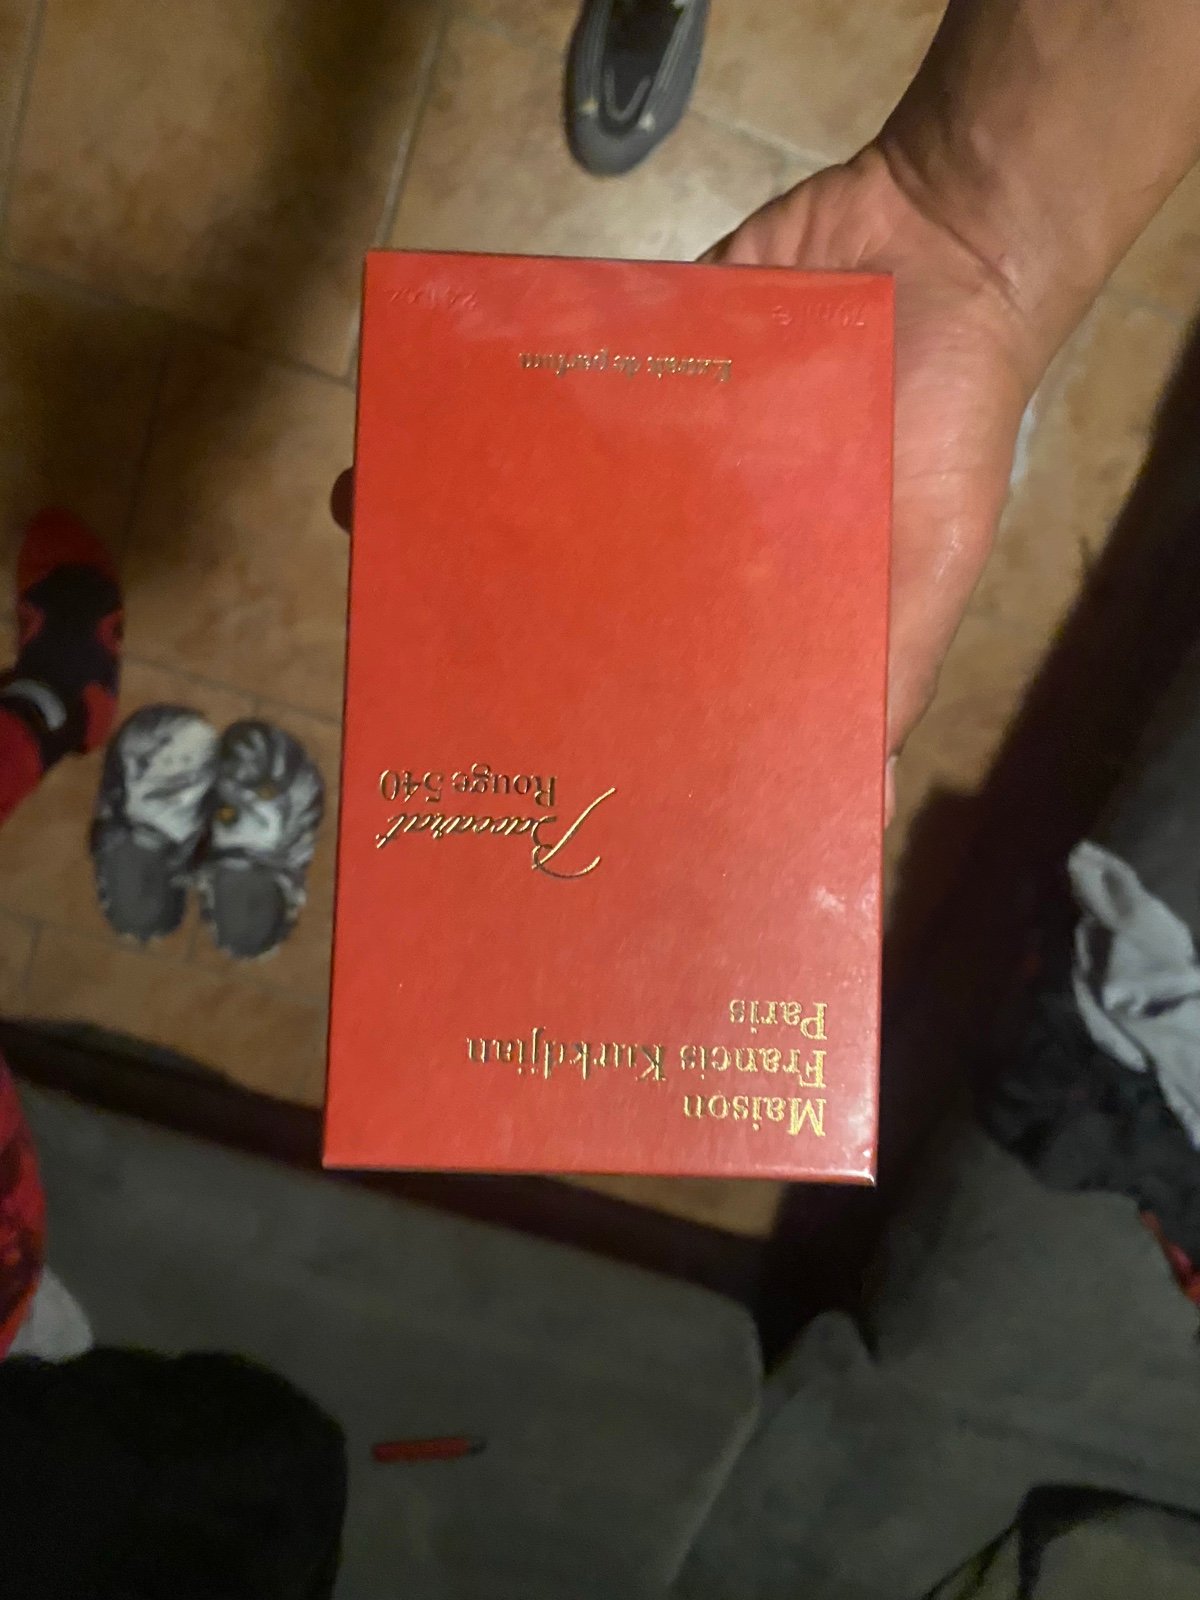 Maison
Francis Kurkdjian
Paris
Baccarat
Rouge 540
Extrait de parfum
70ml e